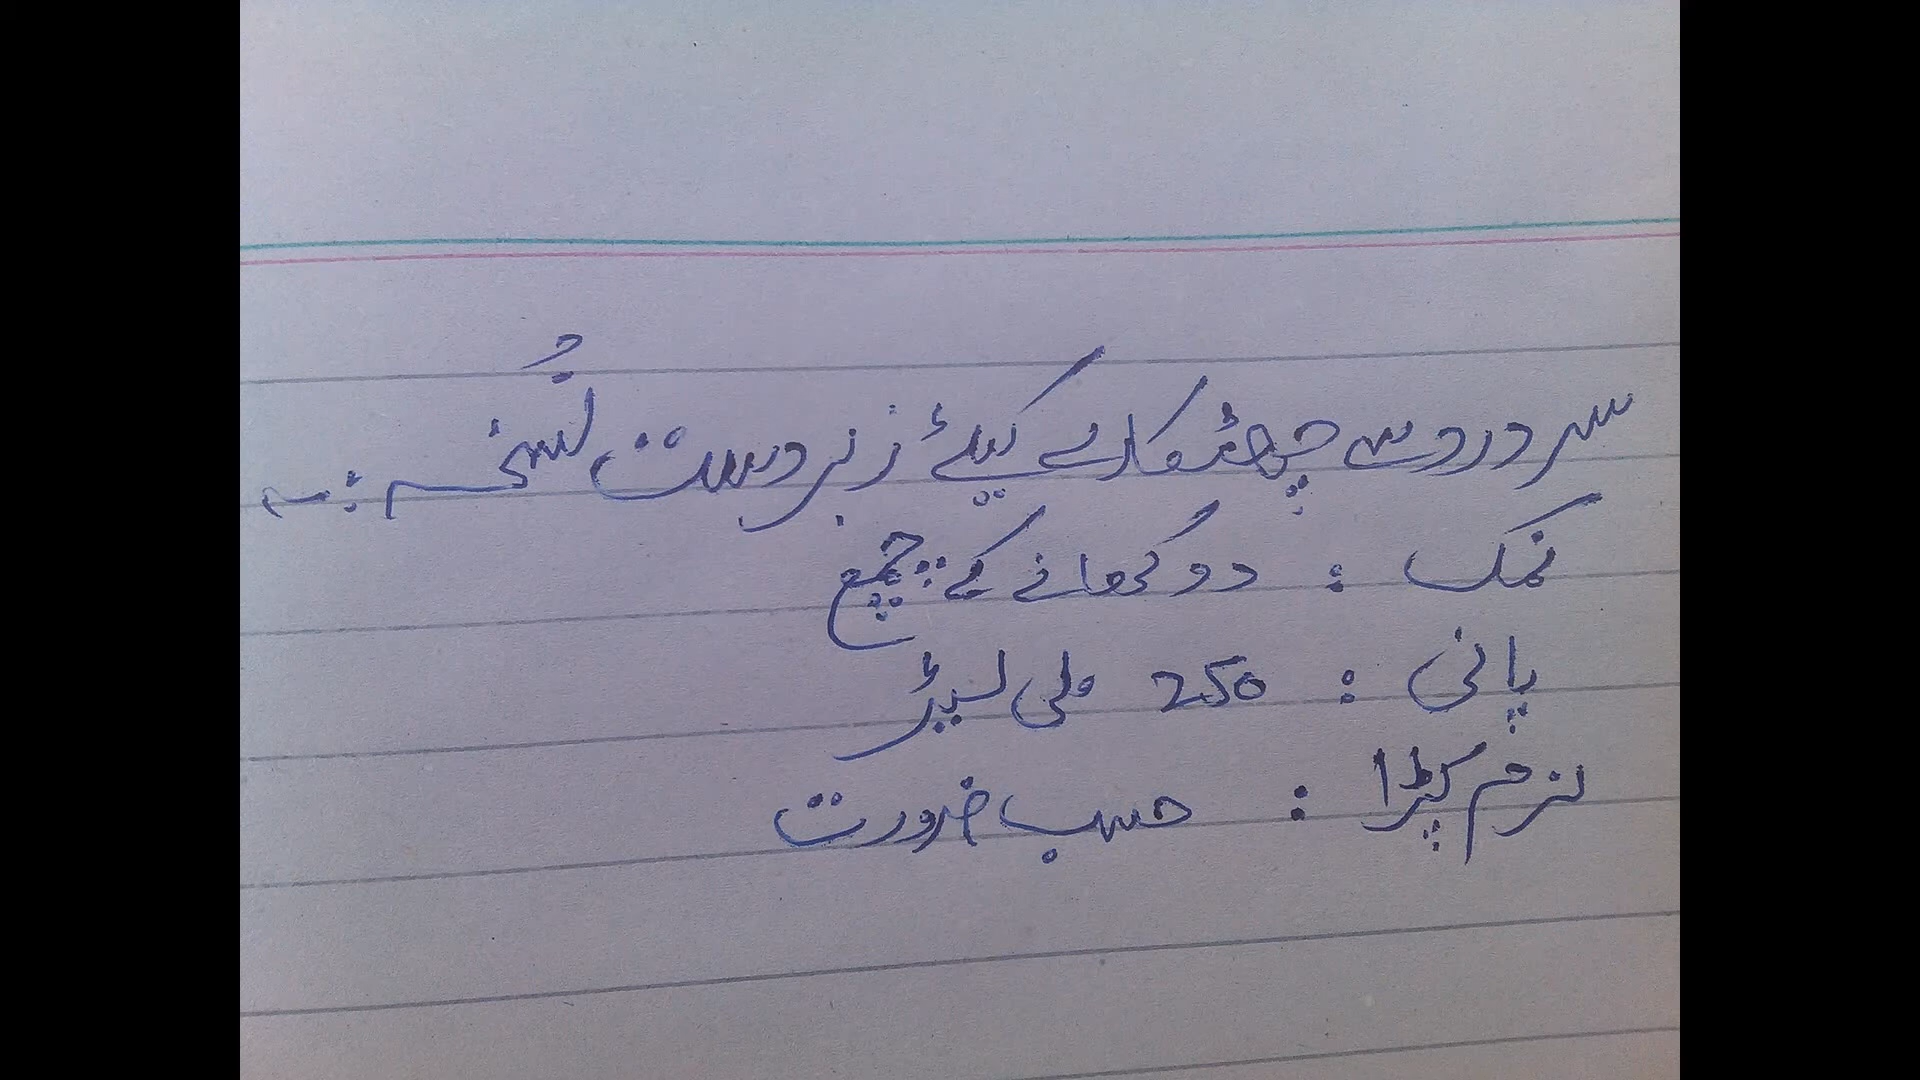 سر درد سے چھٹکارے کیلئے زبردست نُسخہ :۔
نمک : دو کھانے کے چمچ
پانی : 250 ملی لیٹر
نرم کپڑا : حسب ضرورت